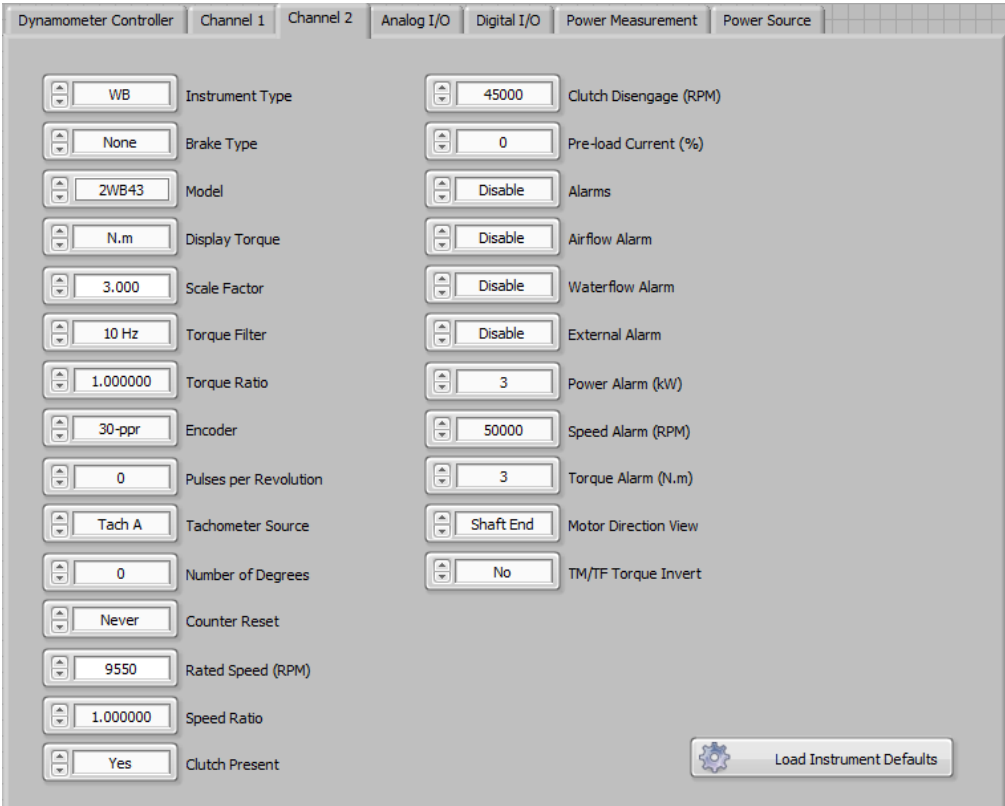 Dynamometer Controller Channel 1 Channel 2 Analog I/O Digital I/O Power Measurement Power Source
WB Instrument Type
None Brake Type
2WB43 Model
N.m Display Torque
3.000 Scale Factor
10 Hz Torque Filter
1.000000 Torque Ratio
30-ppr Encoder
0 Pulses per Revolution
Tach A Tachometer Source
0 Number of Degrees
Never Counter Reset
9550 Rated Speed (RPM)
1.000000 Speed Ratio
Yes Clutch Present
45000 Clutch Disengage (RPM)
0 Pre-load Current (%)
Disable Alarms
Disable Airflow Alarm
Disable Waterflow Alarm
Disable External Alarm
3 Power Alarm (kW)
50000 Speed Alarm (RPM)
3 Torque Alarm (N.m)
Shaft End Motor Direction View
No TM/TF Torque Invert
Load Instrument Defaults